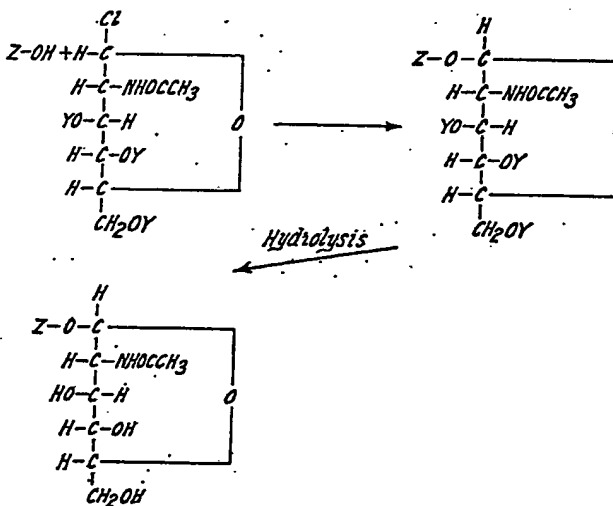 Cl
Z-OH + H-C
H-C-NHOCCH3
YO-C-H
O
H-C-OY
H-C
CH2OY
H
Z-O-C
H-C-NHOCCH3
YO-C-H
H-C-OY
H-C
CH2OY
Hydrolysis
H
Z-O-C
H-C-NHOCCH3
HO-C-H
O
H-C-OH
H-C
CH2OH